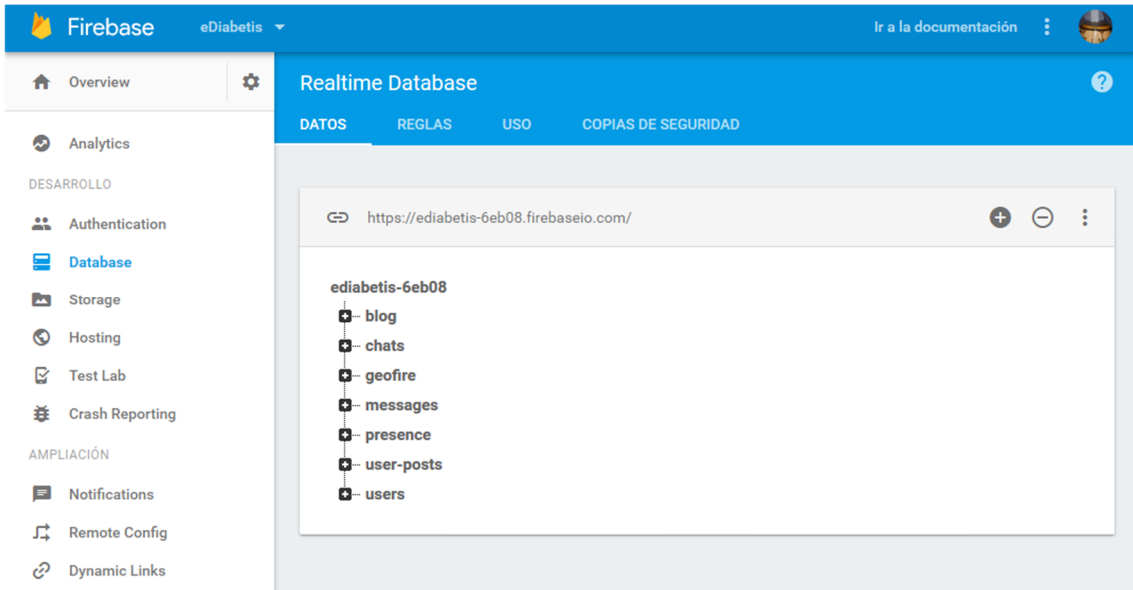 Firebase eDiabetis Ir a la documentación
Overview
Realtime Database
DATOS REGLAS USO COPIAS DE SEGURIDAD
Analytics
DESARROLLO
Authentication
Database
Storage
Hosting
Test Lab
Crash Reporting
AMPLIACIÓN
Notifications
Remote Config
Dynamic Links
https://ediabetis-6eb08.firebaseio.com/
ediabetis-6eb08
blog
chats
geofire
messages
presence
user-posts
users